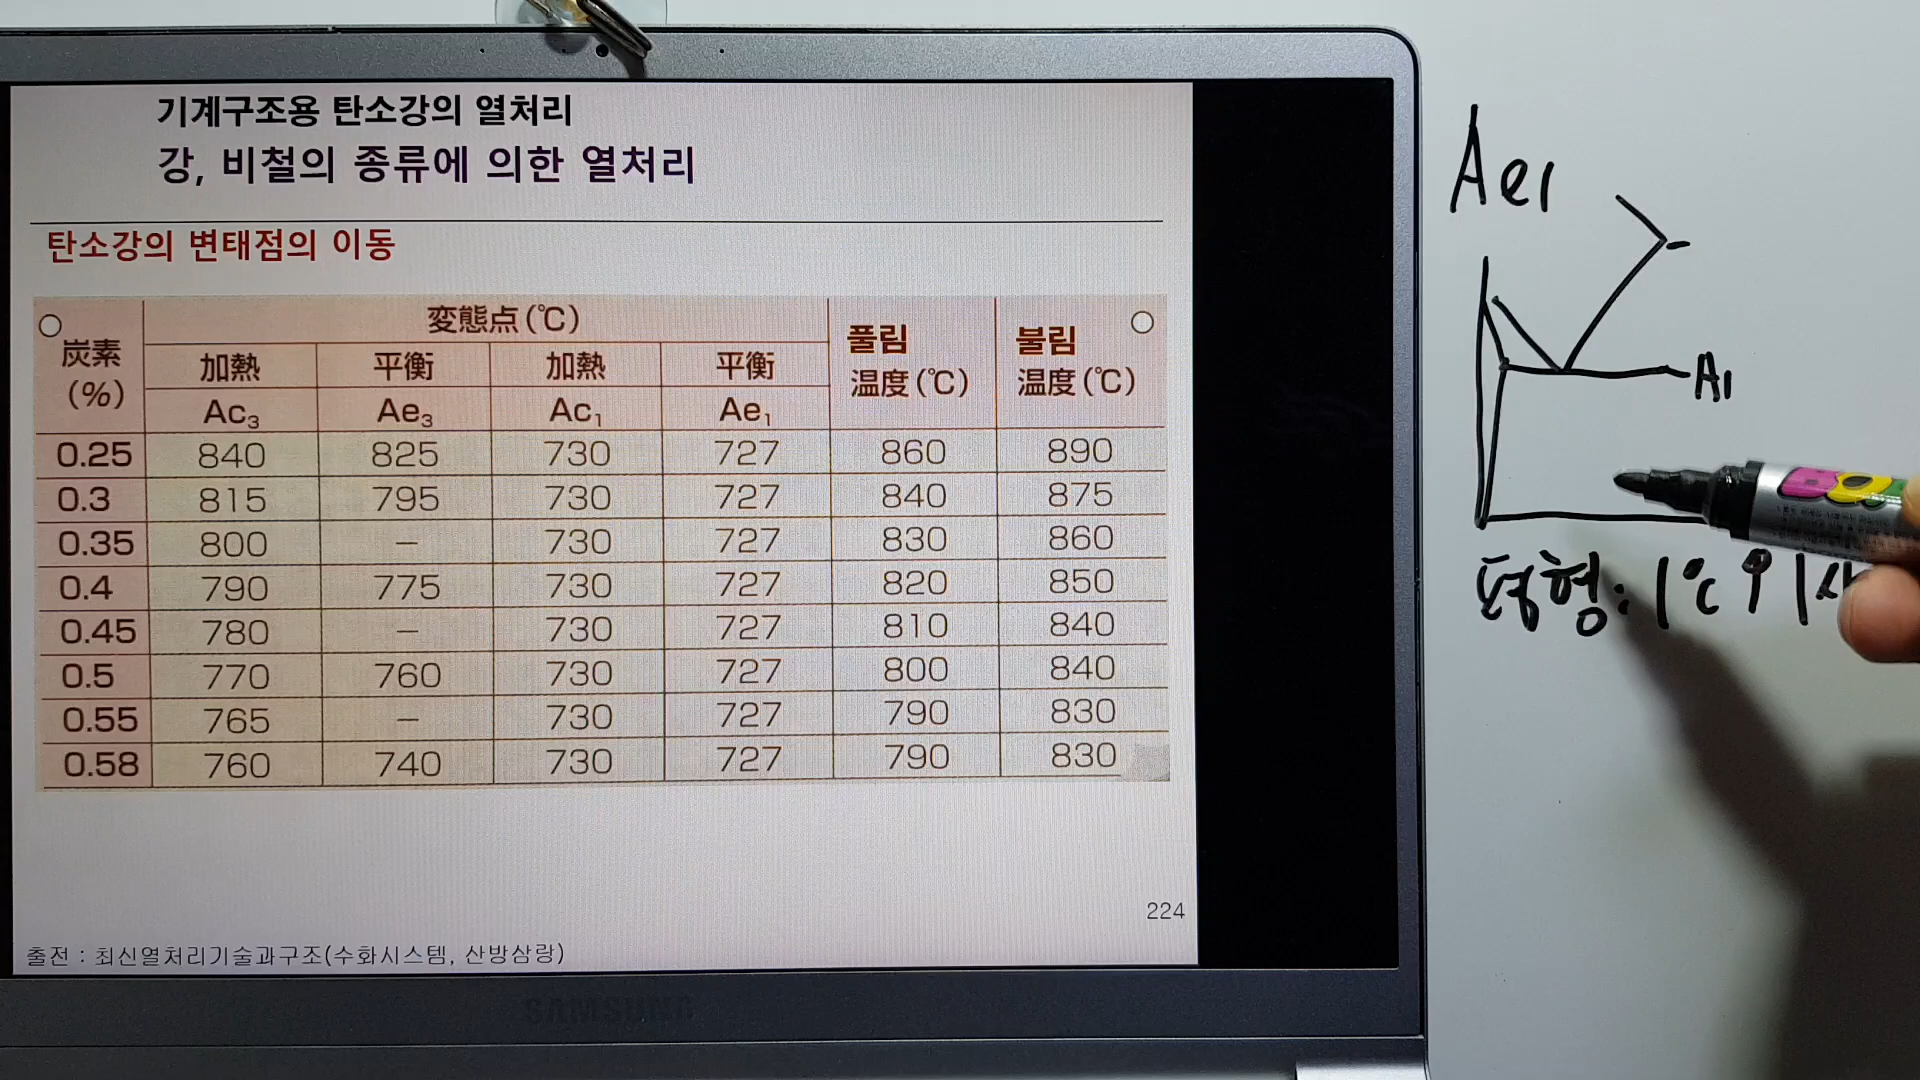 기계구조용 탄소강의 열처리
강, 비철의 종류에 의한 열처리
탄소강의 변태점의 이동
炭素 (%) 変態点(℃) 풀림 温度(℃) 불림 温度(℃)
加熱 平衡 加熱 平衡
Ac₃ Ae₃ Ac₁ Ae₁
0.25 840 825 730 727 860 890
0.3 815 795 730 727 840 875
0.35 800 — 730 727 830 860
0.4 790 775 730 727 820 850
0.45 780 — 730 727 810 840
0.5 770 760 730 727 800 840
0.55 765 — 730 727 790 830
0.58 760 740 730 727 790 830
224
출전 : 최신열처리기술과구조(수화시스템, 산방삼랑)
SAMSUNG
Ae1
A1
평형: 1℃